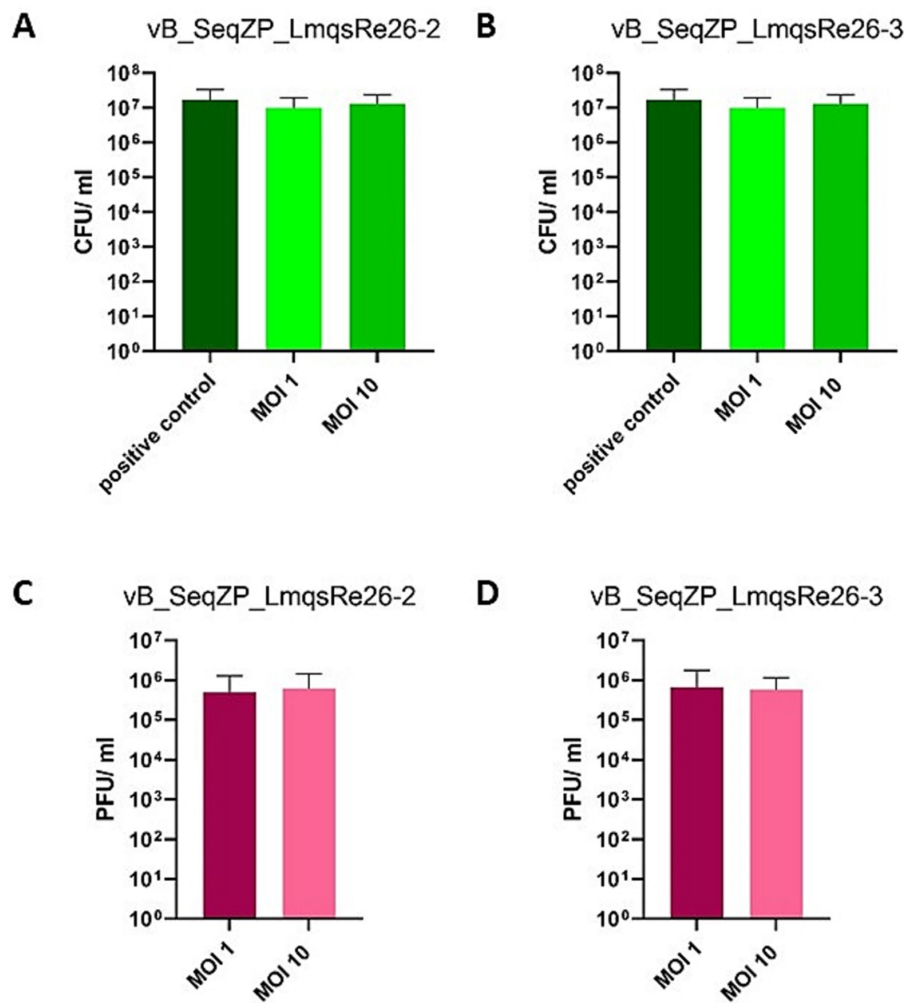 A
vB_SeqZP_LmqsRe26-2
10⁸
10⁷
10⁶
10⁵
10⁴
10³
10²
10¹
10⁰
CFU/ ml
positive control
MOI 1
MOI 10
B
vB_SeqZP_LmqsRe26-3
10⁸
10⁷
10⁶
10⁵
10⁴
10³
10²
10¹
10⁰
CFU/ ml
positive control
MOI 1
MOI 10
C
vB_SeqZP_LmqsRe26-2
10⁷
10⁶
10⁵
10⁴
10³
10²
10¹
10⁰
PFU/ ml
MOI 1
MOI 10
D
vB_SeqZP_LmqsRe26-3
10⁷
10⁶
10⁵
10⁴
10³
10²
10¹
10⁰
PFU/ ml
MOI 1
MOI 10